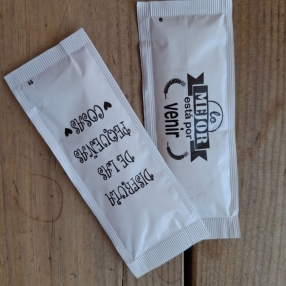 DISFRUTA
DE LAS
PEQUEÑAS
COSAS
lo
MEJOR
está por
venir